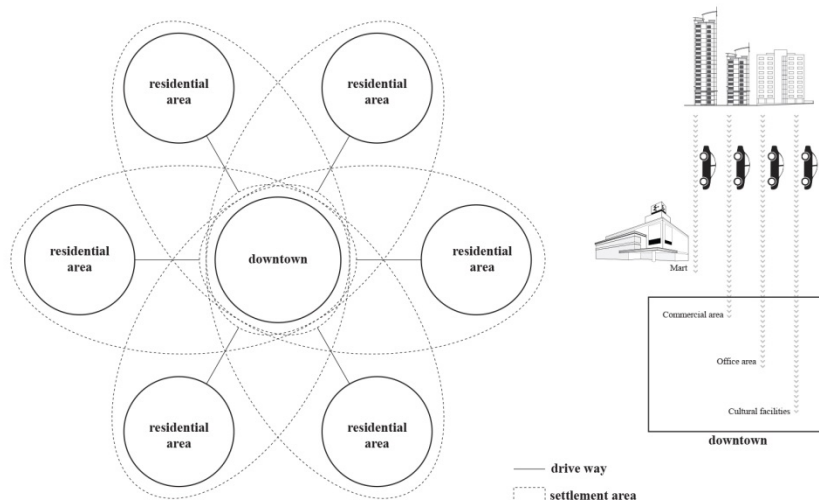 residential
area
residential
area
residential
area
downtown
residential
area
residential
area
residential
area
drive way
settlement area
Mart
Commercial area
Office area
Cultural facilities
downtown